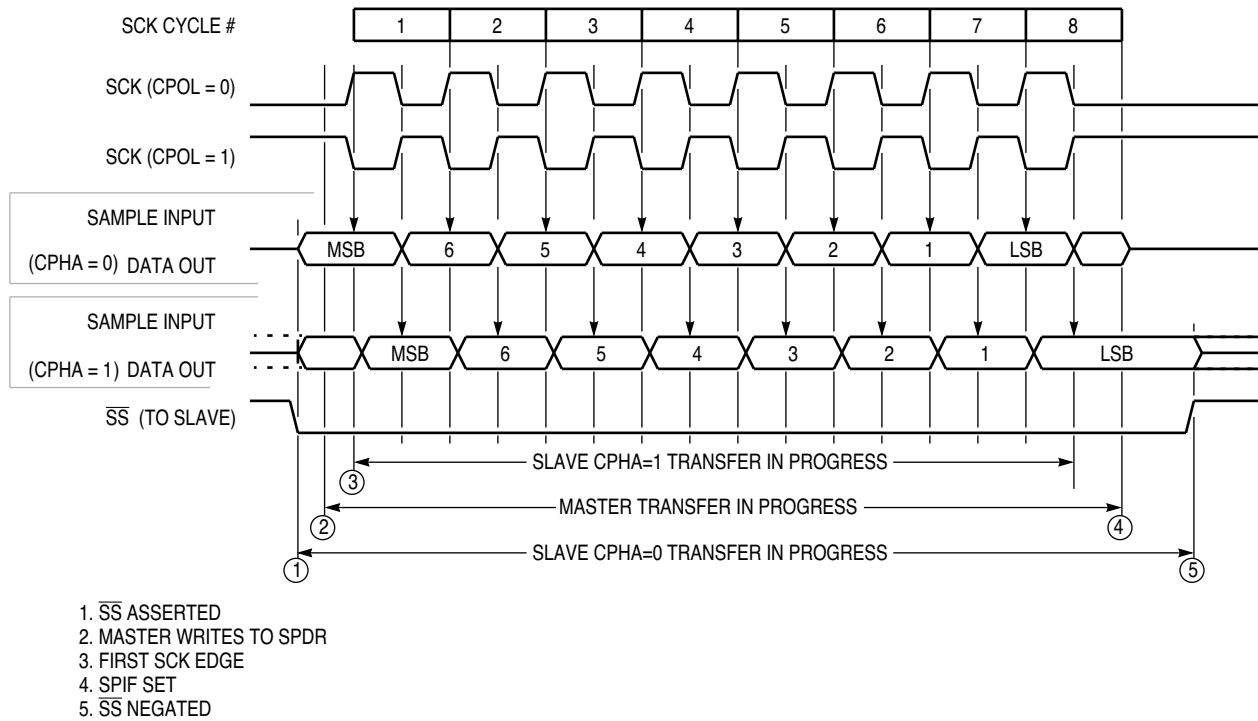 SCK CYCLE # 1 2 3 4 5 6 7 8
SCK (CPOL = 0)
SCK (CPOL = 1)
SAMPLE INPUT
MSB 6 5 4 3 2 1 LSB
(CPHA = 0) DATA OUT
SAMPLE INPUT
MSB 6 5 4 3 2 1 LSB
(CPHA = 1) DATA OUT
SS (TO SLAVE)
SLAVE CPHA=1 TRANSFER IN PROGRESS
3
MASTER TRANSFER IN PROGRESS
2 4
SLAVE CPHA=0 TRANSFER IN PROGRESS
1 5
1. SS ASSERTED
2. MASTER WRITES TO SPDR
3. FIRST SCK EDGE
4. SPIF SET
5. SS NEGATED